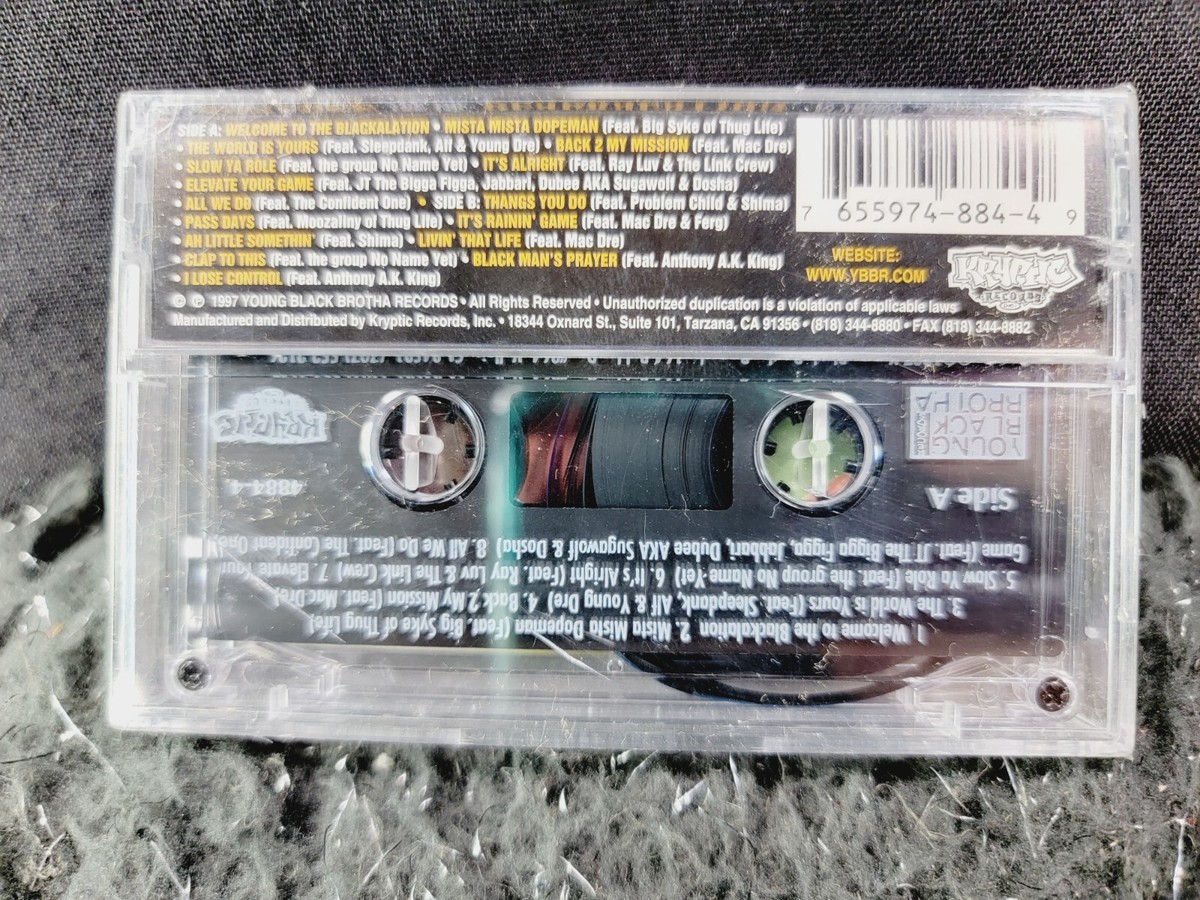 SIDE A: WELCOME TO THE BLACKALATION • MISTA MISTA DOPEMAN (Feat. Big Syke of Thug Life)
• THE WORLD IS YOURS (Feat. Sleepdank, Alf & Young Dre) • BACK 2 MY MISSION (Feat. Mac Dre)
• SLOW YA ROLE (Feat. the group No Name Yet) • IT'S ALRIGHT (Feat. Ray Luv & The Link Crew)
• ELEVATE YOUR GAME (Feat. JT The Bigga Figga, Jabbari, Dubee AKA Sugawolf & Dosha)
• ALL WE DO (Feat. The Confident One) • SIDE B: THANGS YOU DO (Feat. Problem Child & Shima)
• PASS DAYS (Feat. Moozaliny of Thug Life) • IT'S RAININ' GAME (Feat. Mac Dre & Ferg)
• AH LITTLE SOMETHIN' (Feat. Shima) • LIVIN' THAT LIFE (Feat. Mac Dre)
• CLAP TO THIS (Feat. the group No Name Yet) • BLACK MAN'S PRAYER (Feat. Anthony A.K. King)
• I LOSE CONTROL (Feat. Anthony A.K. King)
7 655974-884-4 9
WEBSITE:
WWW.YBBR.COM
KRYPTIC
RECORDS
© ℗ 1997 YOUNG BLACK BROTHA RECORDS • All Rights Reserved • Unauthorized duplication is a violation of applicable laws
Manufactured and Distributed by Kryptic Records, Inc. • 18344 Oxnard St., Suite 101, Tarzana, CA 91356 • (818) 344-8880 • FAX (818) 344-8882
1 Welcome to the Blackalation 2. Mista Mista Dopeman (Feat. Big Syke of Thug Life)
3. The World is Yours (Feat. Sleepdank, Alf & Young Dre) 4. Back 2 My Mission (Feat. Mac Dre)
5. Slow Ya Role (Feat. the group No Name Yet) 6. It's Alright (Feat. Ray Luv & The Link Crew) 7. Elevate Your
Game (Feat. JT The Bigga Figga, Jabbari, Dubee AKA Sugawolf & Dosha) 8. All We Do (Feat. The Confident One)
Side A
4884-4
YOUNG
BLACK
BROTHA
KRYPTIC